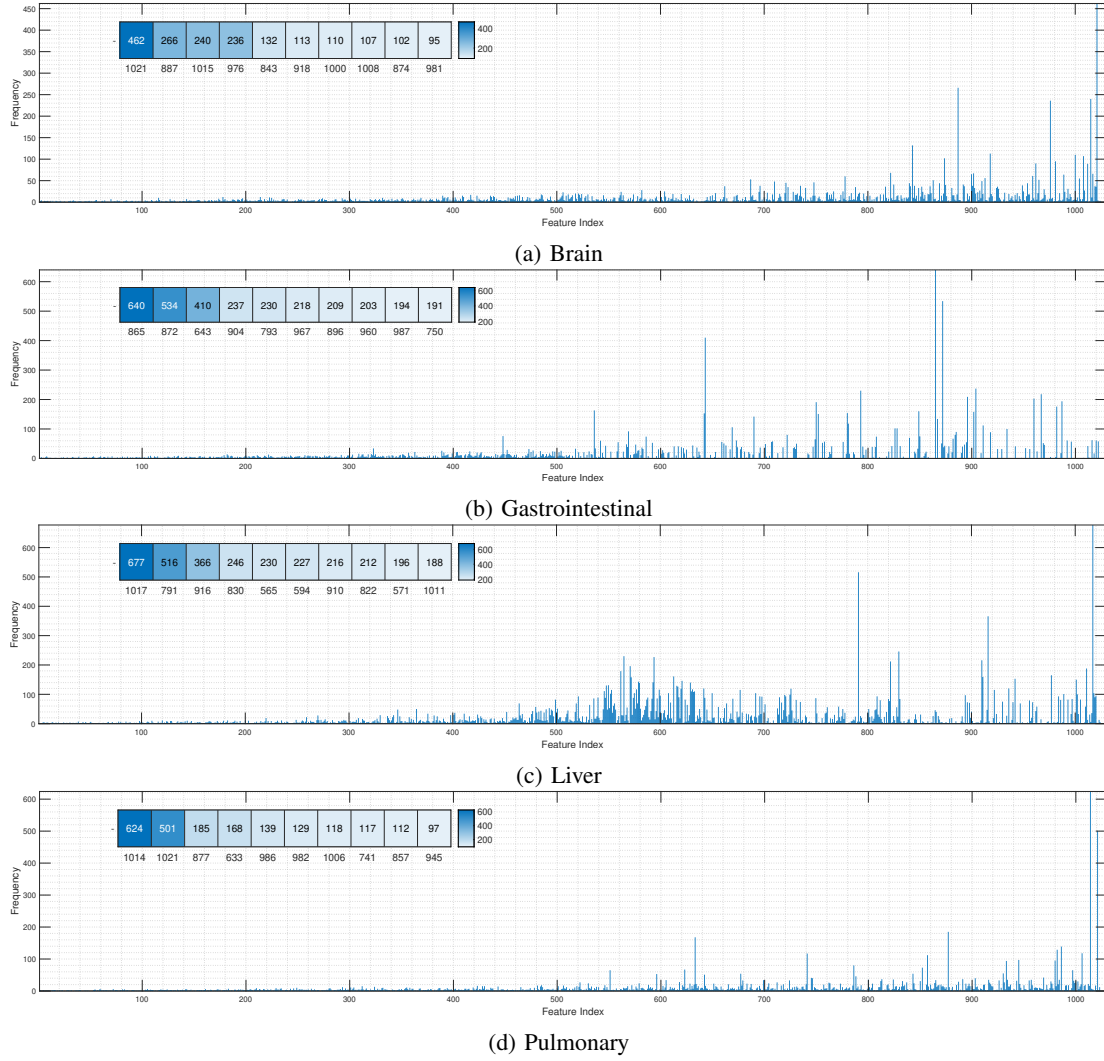 450
400
350
300
250
200
150
100
50
0
Frequency
- 462 266 240 236 132 113 110 107 102 95
1021 887 1015 976 843 918 1000 1008 874 981
400
200
100 200 300 400 500 600 700 800 900 1000
Feature Index
(a) Brain
600
500
400
300
200
100
0
Frequency
- 640 534 410 237 230 218 209 203 194 191
865 872 643 904 793 967 896 960 987 750
600
400
200
100 200 300 400 500 600 700 800 900 1000
Feature Index
(b) Gastrointestinal
600
500
400
300
200
100
0
Frequency
- 677 516 366 246 230 227 216 212 196 188
1017 791 916 830 565 594 910 822 571 1011
600
400
200
100 200 300 400 500 600 700 800 900 1000
Feature Index
(c) Liver
600
500
400
300
200
100
0
Frequency
- 624 501 185 168 139 129 118 117 112 97
1014 1021 877 633 986 982 1006 741 857 945
600
400
200
100 200 300 400 500 600 700 800 900 1000
Feature Index
(d) Pulmonary